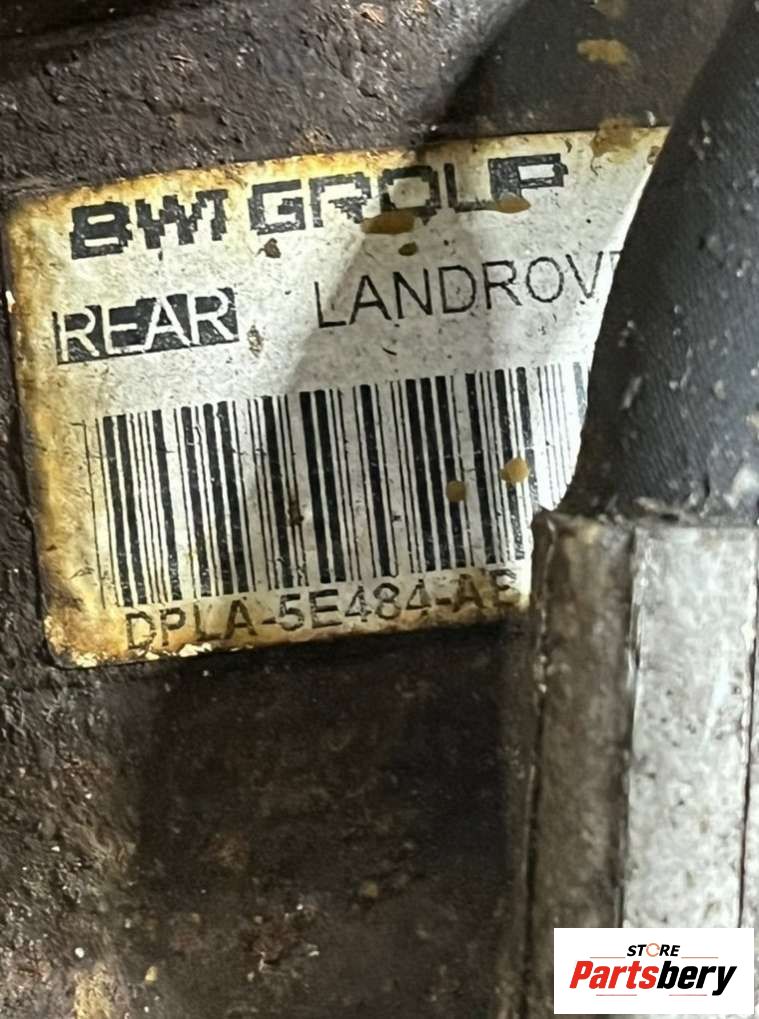 BWI GROUP
REAR LANDROV
DPLA-5E484-A
STORE
Partsbery